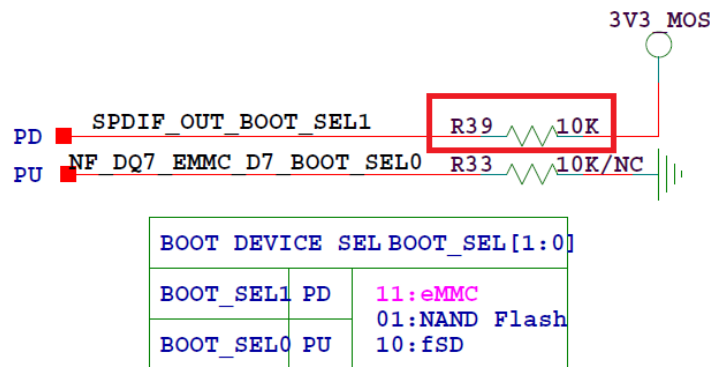 3V3_MOS
SPDIF_OUT_BOOT_SEL1 R39 10K
PD
NF_DQ7_EMMC_D7_BOOT_SEL0 R33 10K/NC
PU
BOOT DEVICE SEL BOOT_SEL[1:0]
BOOT_SEL1 PD 11:eMMC
01:NAND Flash
BOOT_SEL0 PU 10:fSD